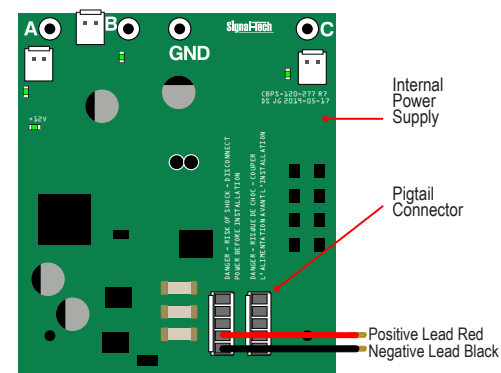 A
B
GND
Signal-Tech
C
CBPS-120-277 R7
DS JG 2019-05-17
+12V
DANGER - RISK OF SHOCK - DISCONNECT
POWER BEFORE INSTALLATION
DANGER - RISQUE DE CHOC - COUPER
L'ALIMENTATION AVANT L'INSTALLATION
Internal
Power
Supply
Pigtail
Connector
Positive Lead Red
Negative Lead Black